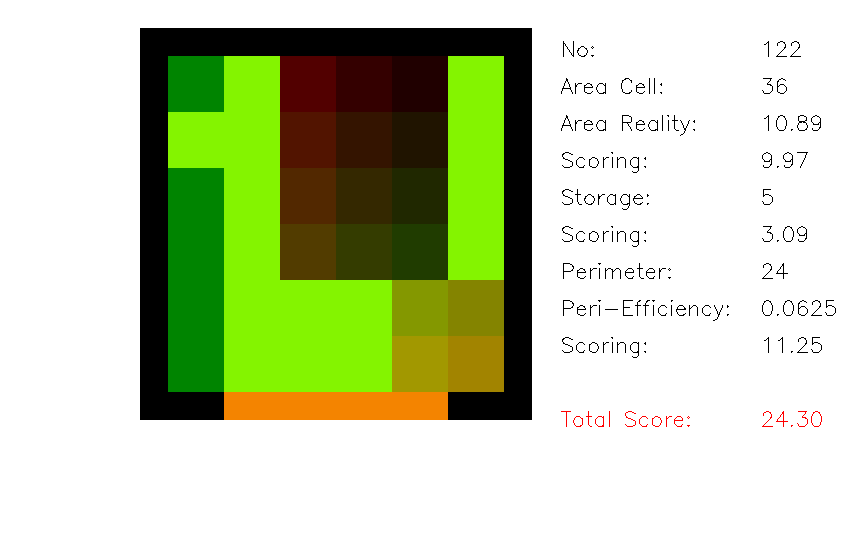 No: 122
Area Cell: 36
Area Reality: 10.89
Scoring: 9.97
Storage: 5
Scoring: 3.09
Perimeter: 24
Peri-Efficiency: 0.0625
Scoring: 11.25
Total Score: 24.30